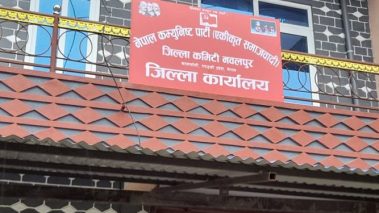 नेपाल कम्युनिष्ट पार्टी (एकीकृत समाजवादी)
जिल्ला कमिटी नवलपुर
जिल्ला कार्यालय